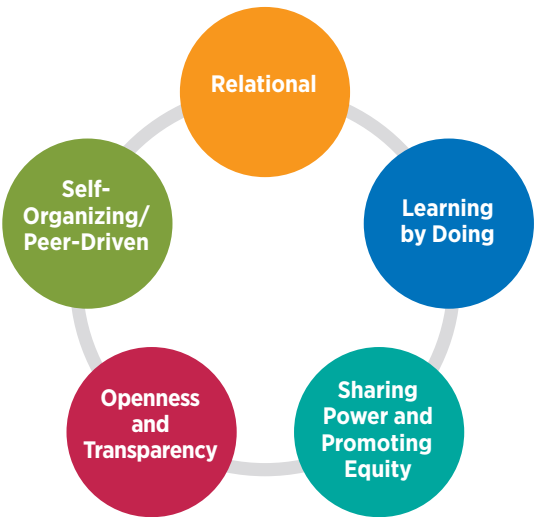 Relational
Learning
by Doing
Sharing
Power and
Promoting
Equity
Openness
and
Transparency
Self-
Organizing/
Peer-Driven